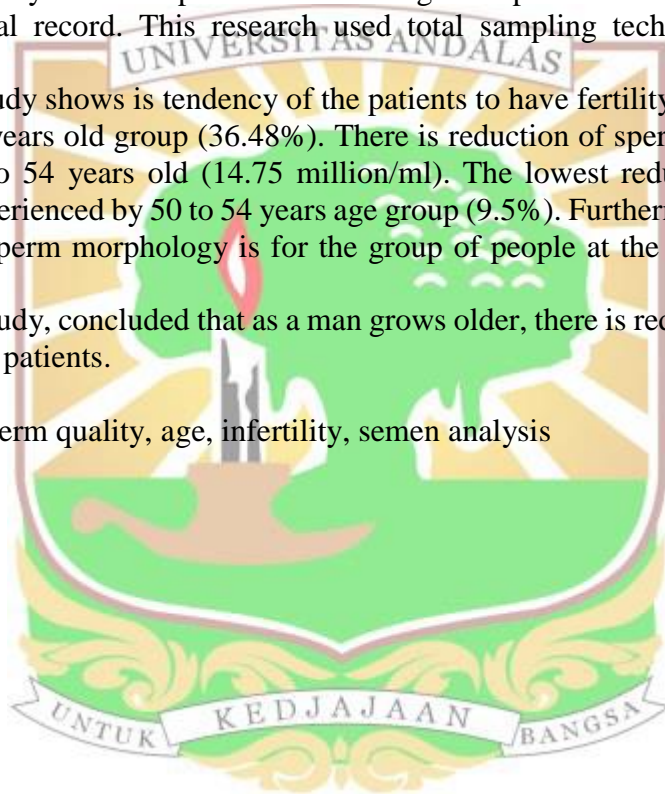 al record. This research used total sampling tech
UNIVERSITAS ANDALAS
udy shows is tendency of the patients to have fertility
years old group (36.48%). There is reduction of sper
o 54 years old (14.75 million/ml). The lowest redu
perienced by 50 to 54 years age group (9.5%). Furthern
sperm morphology is for the group of people at the
udy, concluded that as a man grows older, there is red
patients.
erm quality, age, infertility, semen analysis
UNTUK KEDJAJAAN BANGSA